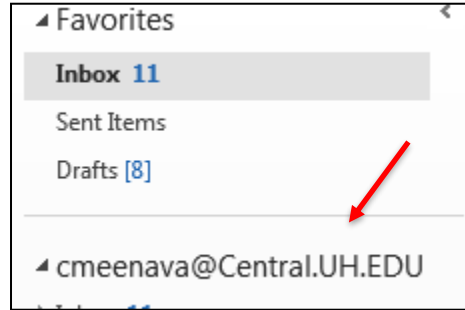 Favorites
Inbox 11
Sent Items
Drafts [8]
cmeenava@Central.UH.EDU